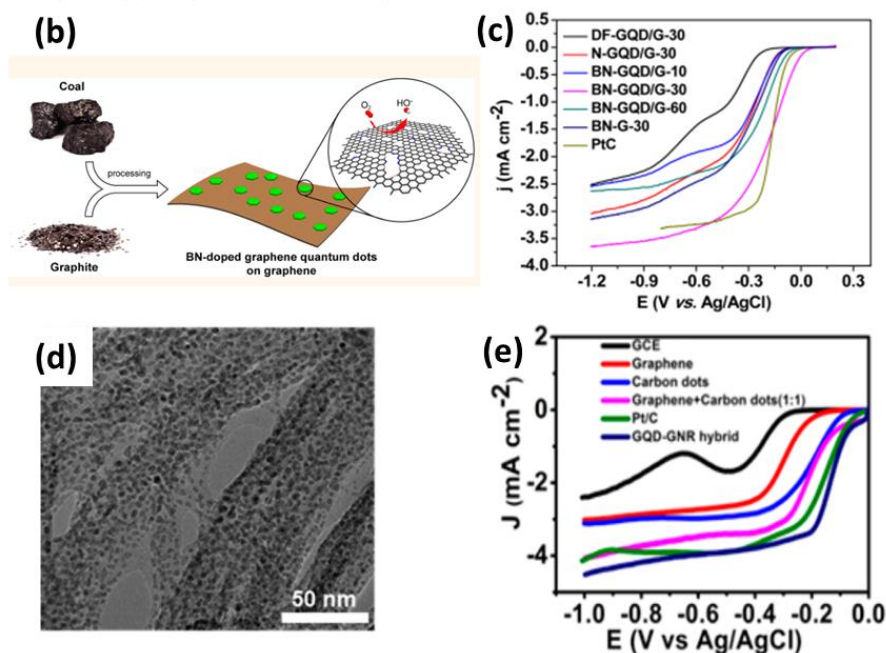 (b)
Coal
processing
Graphite
O₂
HO⁻
BN-doped graphene quantum dots
on graphene
(c)
DF-GQD/G-30
N-GQD/G-30
BN-GQD/G-10
BN-GQD/G-30
BN-GQD/G-60
BN-G-30
PtC
j (mA cm⁻²)
0.0
-0.5
-1.0
-1.5
-2.0
-2.5
-3.0
-3.5
-4.0
-1.2 -0.9 -0.6 -0.3 0.0 0.3
E (V vs. Ag/AgCl)
(d)
50 nm
(e)
GCE
Graphene
Carbon dots
Graphene+Carbon dots(1:1)
Pt/C
GQD-GNR hybrid
J (mA cm⁻²)
2
0
-2
-4
-1.0 -0.8 -0.6 -0.4 -0.2 0.0
E (V vs Ag/AgCl)